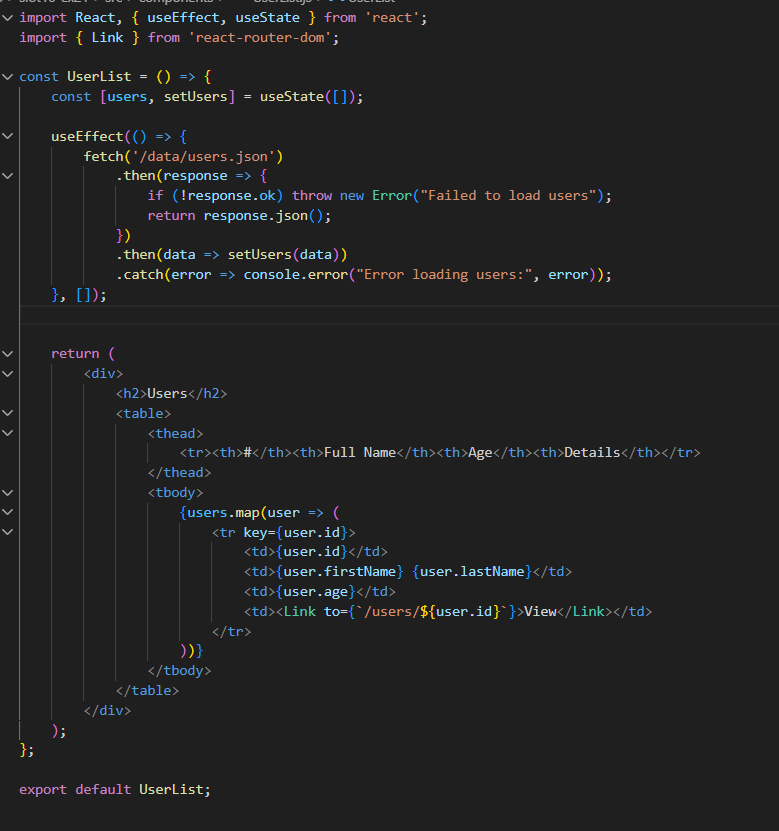 import React, { useEffect, useState } from 'react';
import { Link } from 'react-router-dom';
const UserList = () => {
const [users, setUsers] = useState([]);
useEffect(() => {
fetch('/data/users.json')
.then(response => {
if (!response.ok) throw new Error("Failed to load users");
return response.json();
})
.then(data => setUsers(data))
.catch(error => console.error("Error loading users:", error));
}, []);
return (
<div>
<h2>Users</h2>
<table>
<thead>
<tr><th>#</th><th>Full Name</th><th>Age</th><th>Details</th></tr>
</thead>
<tbody>
{users.map(user => (
<tr key={user.id}>
<td>{user.id}</td>
<td>{user.firstName} {user.lastName}</td>
<td>{user.age}</td>
<td><Link to={`/users/${user.id}`}>View</Link></td>
</tr>
))}
</tbody>
</table>
</div>
);
};
export default UserList;